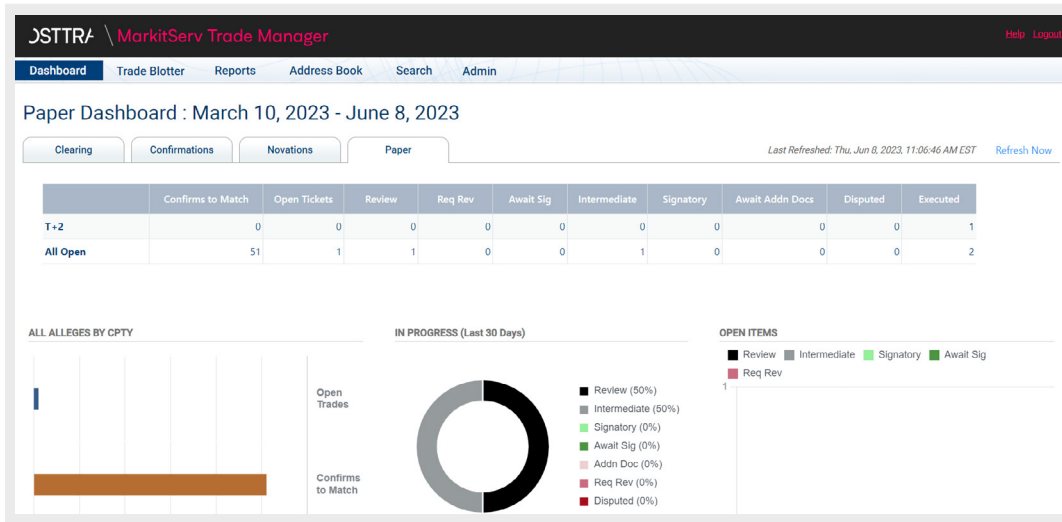 OSTTRA \ MarkitServ Trade Manager
Help Logout
Dashboard Trade Blotter Reports Address Book Search Admin
Paper Dashboard : March 10, 2023 - June 8, 2023
Clearing Confirmations Novations Paper
Last Refreshed: Thu, Jun 8, 2023, 11:06:46 AM EST Refresh Now
Confirms to Match Open Tickets Review Req Rev Await Sig Intermediate Signatory Await Addn Docs Disputed Executed
T+2 0 0 0 0 0 0 0 0 0 1
All Open 51 1 1 0 0 1 0 0 0 2
ALL ALLEGES BY CPTY
Open
Trades
Confirms
to Match
IN PROGRESS (Last 30 Days)
Review (50%)
Intermediate (50%)
Signatory (0%)
Await Sig (0%)
Addn Doc (0%)
Req Rev (0%)
Disputed (0%)
OPEN ITEMS
Review Intermediate Signatory Await Sig
Req Rev
1